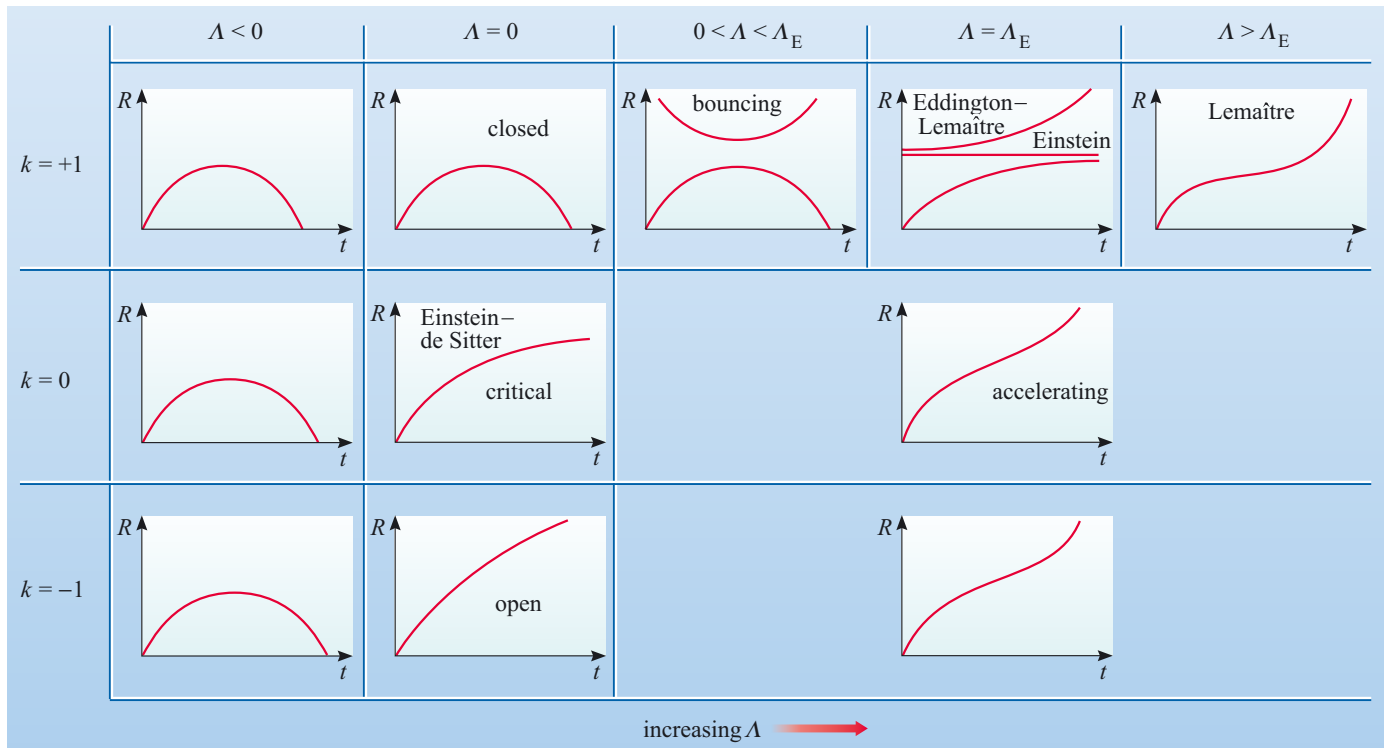 Λ < 0
Λ = 0
0 < Λ < Λ_E
Λ = Λ_E
Λ > Λ_E
k = +1
R
t
R
closed
t
R
bouncing
t
R
Eddington–
Lemaître
Einstein
t
R
Lemaître
t
k = 0
R
t
R
Einstein–
de Sitter
critical
t
R
accelerating
t
k = –1
R
t
R
open
t
R
t
increasing Λ